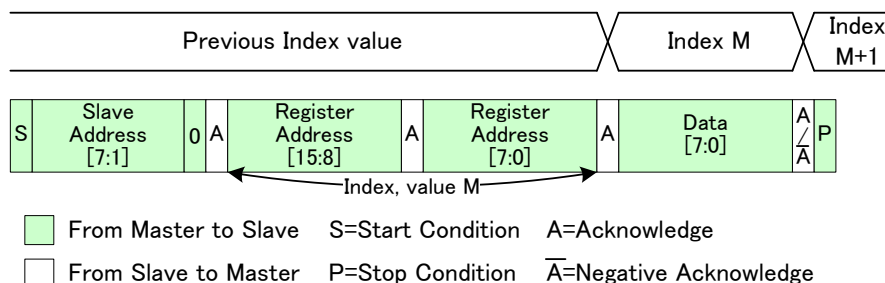 Previous Index value
Index M
Index
M+1
S
Slave
Address
[7:1]
0
A
Register
Address
[15:8]
A
Register
Address
[7:0]
A
Data
[7:0]
A
/
A̅
P
Index, value M
From Master to Slave S=Start Condition A=Acknowledge
From Slave to Master P=Stop Condition A̅=Negative Acknowledge